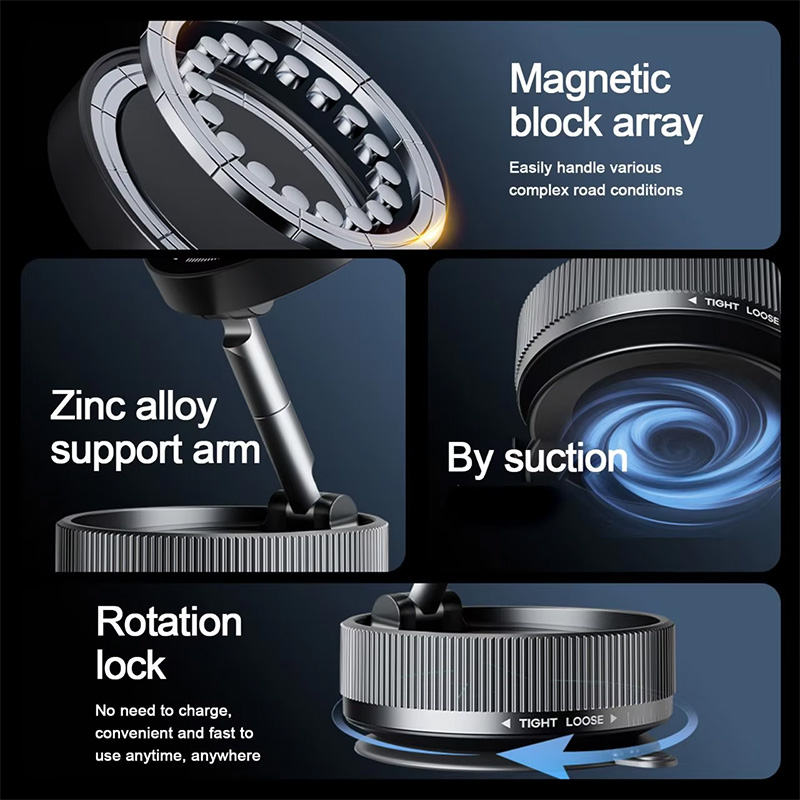 Magnetic
block array
Easily handle various
complex road conditions
Zinc alloy
support arm
◀ TIGHT LOOSE
By suction
Rotation
lock
No need to charge,
convenient and fast to
use anytime, anywhere
◀ TIGHT LOOSE ▶